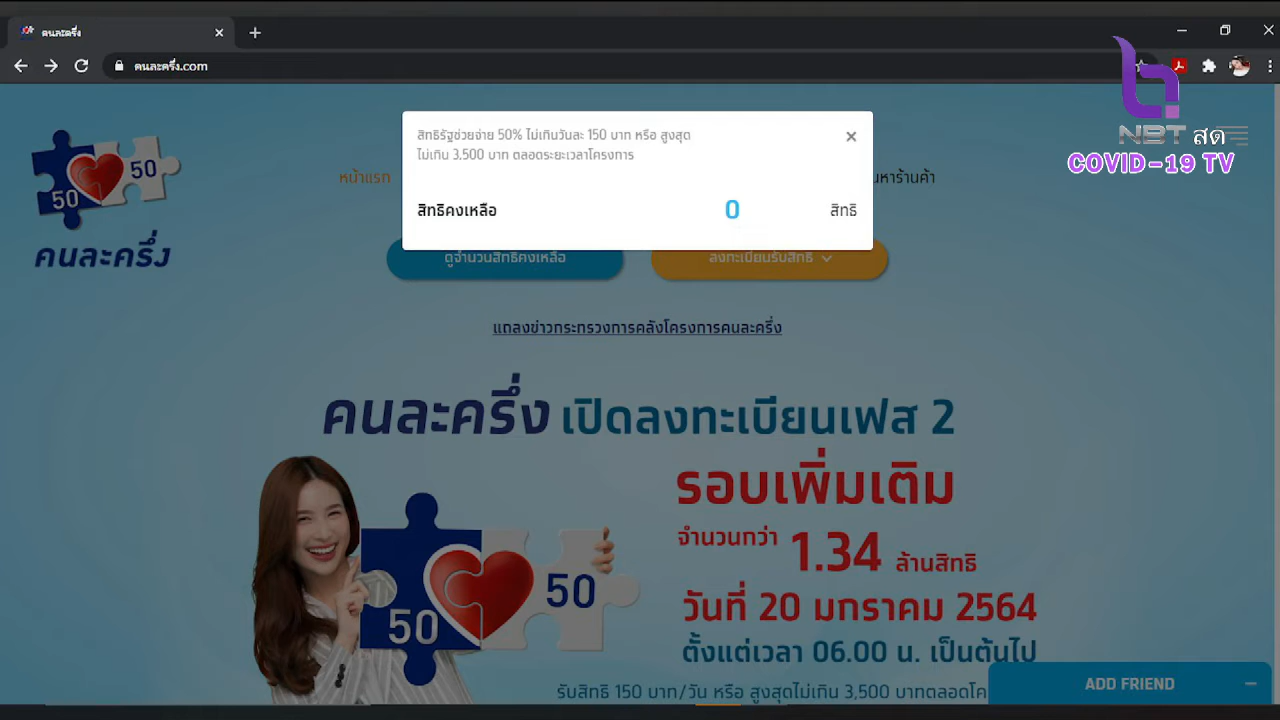 คนละครึ่ง
คนละครึ่ง.com
NBT สด
COVID-19 TV
สิทธิรัฐช่วยจ่าย 50% ไม่เกินวันละ 150 บาท หรือ สูงสุด
ไม่เกิน 3,500 บาท ตลอดระยะเวลาโครงการ
สิทธิคงเหลือ 0 สิทธิ
50 50
คนละครึ่ง
หน้าแรก
หาร้านค้า
ดูจำนวนสิทธิคงเหลือ
ลงทะเบียนรับสิทธิ
แถลงข่าวกระทรวงการคลังโครงการคนละครึ่ง
คนละครึ่ง เปิดลงทะเบียนเฟส 2
รอบเพิ่มเติม
จำนวนกว่า 1.34 ล้านสิทธิ
วันที่ 20 มกราคม 2564
ตั้งแต่เวลา 06.00 น. เป็นต้นไป
50 50
รับสิทธิ 150 บาท/วัน หรือ สูงสุดไม่เกิน 3,500 บาทตลอดโค
ADD FRIEND